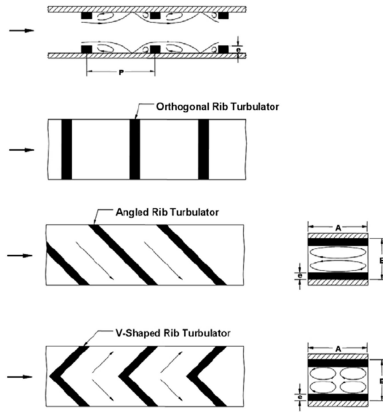 P
Orthogonal Rib Turbulator
Angled Rib Turbulator
A
V-Shaped Rib Turbulator
A